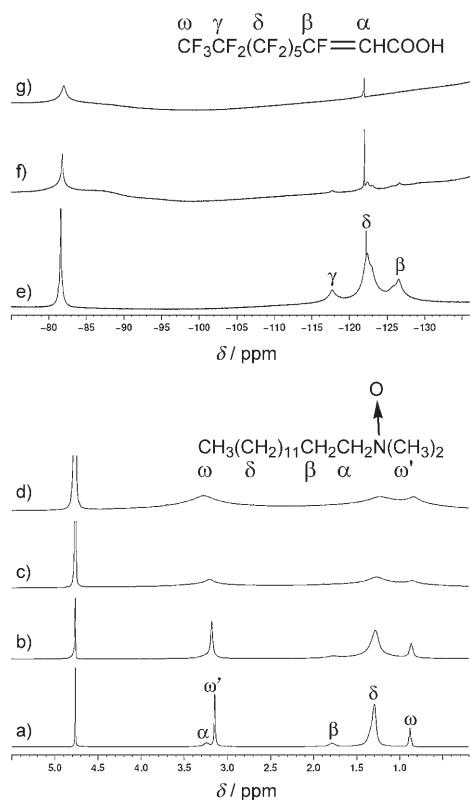 ω γ δ β α
CF3CF2(CF2)5CF=CHCOOH
g)
f)
e)
γ δ β
-80 -85 -90 -95 -100 -105 -110 -115 -120 -125 -130
δ / ppm
O
CH3(CH2)11CH2CH2N(CH3)2
ω δ β α ω'
d)
c)
b)
a)
α ω' β δ ω
5.0 4.5 4.0 3.5 3.0 2.5 2.0 1.5 1.0
δ / ppm